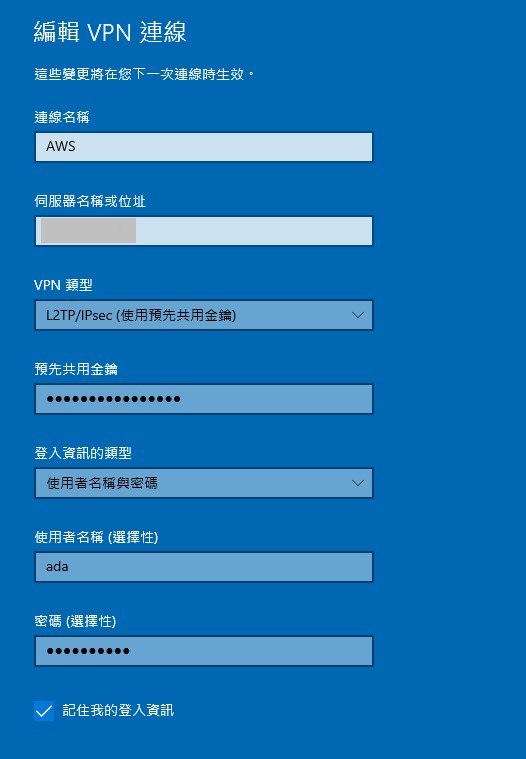 編輯 VPN 連線
這些變更將在您下一次連線時生效。
連線名稱
AWS
伺服器名稱或位址
VPN 類型
L2TP/IPsec (使用預先共用金鑰)
預先共用金鑰
●●●●●●●●●●●●●●●●
登入資訊的類型
使用者名稱與密碼
使用者名稱 (選擇性)
ada
密碼 (選擇性)
●●●●●●●●●●
記住我的登入資訊